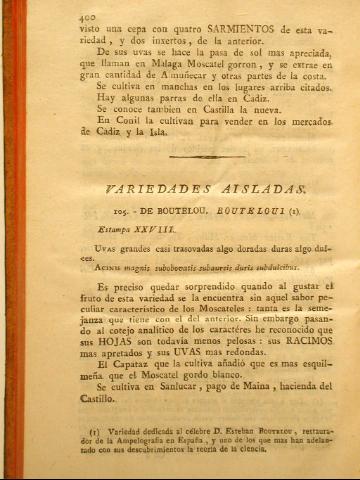 400
visto una cepa con quatro SARMIENTOS de esta va-
riedad, y dos inxertos, de la anterior.
De sus uvas se hace la pasa de sol mas apreciada,
que llaman en Malaga Moscatel gorron, y se extrae en
gran cantidad de Almuñecar y otras partes de la costa.
Se cultiva en manchas en los lugares arriba citados.
Hay algunas parras de ella en Cadiz.
Se conoce tambien en Castilla la nueva.
En Conil la cultivan para vender en los mercados
de Cadiz y la Isla.
VARIEDADES AISLADAS.
105. - DE BOUTELOU. BOUTELOUI (1).
Estampa XXVIII.
UVAS grandes casi trasovadas algo doradas duras algo dul-
ces.
ACINIS magnis subobovatis subaureis duris subdulcibus.
Es preciso quedar sorprendido quando al gustar el
fruto de esta variedad se la encuentra sin aquel sabor pe-
culiar caracteristico de los Moscateles: tanta es la seme-
janza que tiene con el del anterior. Sin embargo pasan-
do al cotejo analítico de los caractéres he reconocido que
sus HOJAS son todavia menos pelosas: sus RACIMOS
mas apretados y sus UVAS mas redondas.
El Capataz que la cultiva añadió que es mas esquil-
meña que el Moscatel gordo blanco.
Se cultiva en Sanlucar, pago de Maina, hacienda del
Castillo.
(1) Variedad dedicada al célebre D. Esteban BOUTELOU, restaura-
dor de la Ampelografia en España, y uno de los que mas han adelan-
tado con sus descubrimientos la teoría de la ciencia.